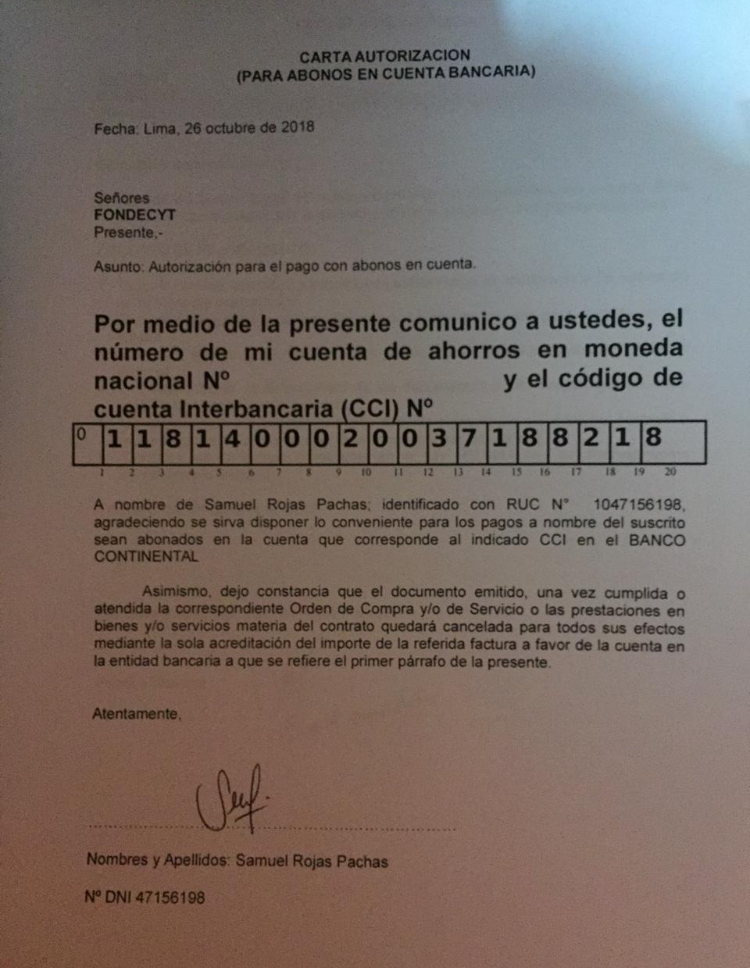 CARTA AUTORIZACION
(PARA ABONOS EN CUENTA BANCARIA)
Fecha: Lima, 26 octubre de 2018
Señores
FONDECYT
Presente,-
Asunto: Autorización para el pago con abonos en cuenta.
Por medio de la presente comunico a ustedes, el
número de mi cuenta de ahorros en moneda
nacional Nº y el código de
cuenta Interbancaria (CCI) Nº
0 1 1 8 1 4 0 0 0 2 0 0 3 7 1 8 8 2 1 8
1 2 3 4 5 6 7 8 9 10 11 12 13 14 15 16 17 18 19 20
A nombre de Samuel Rojas Pachas; identificado con RUC N° 1047156198,
agradeciendo se sirva disponer lo conveniente para los pagos a nombre del suscrito
sean abonados en la cuenta que corresponde al indicado CCI en el BANCO
CONTINENTAL
Asimismo, dejo constancia que el documento emitido, una vez cumplida o
atendida la correspondiente Orden de Compra y/o de Servicio o las prestaciones en
bienes y/o servicios materia del contrato quedará cancelada para todos sus efectos
mediante la sola acreditación del importe de la referida factura a favor de la cuenta en
la entidad bancaria a que se refiere el primer párrafo de la presente.
Atentamente,
Nombres y Apellidos: Samuel Rojas Pachas
Nº DNI 47156198